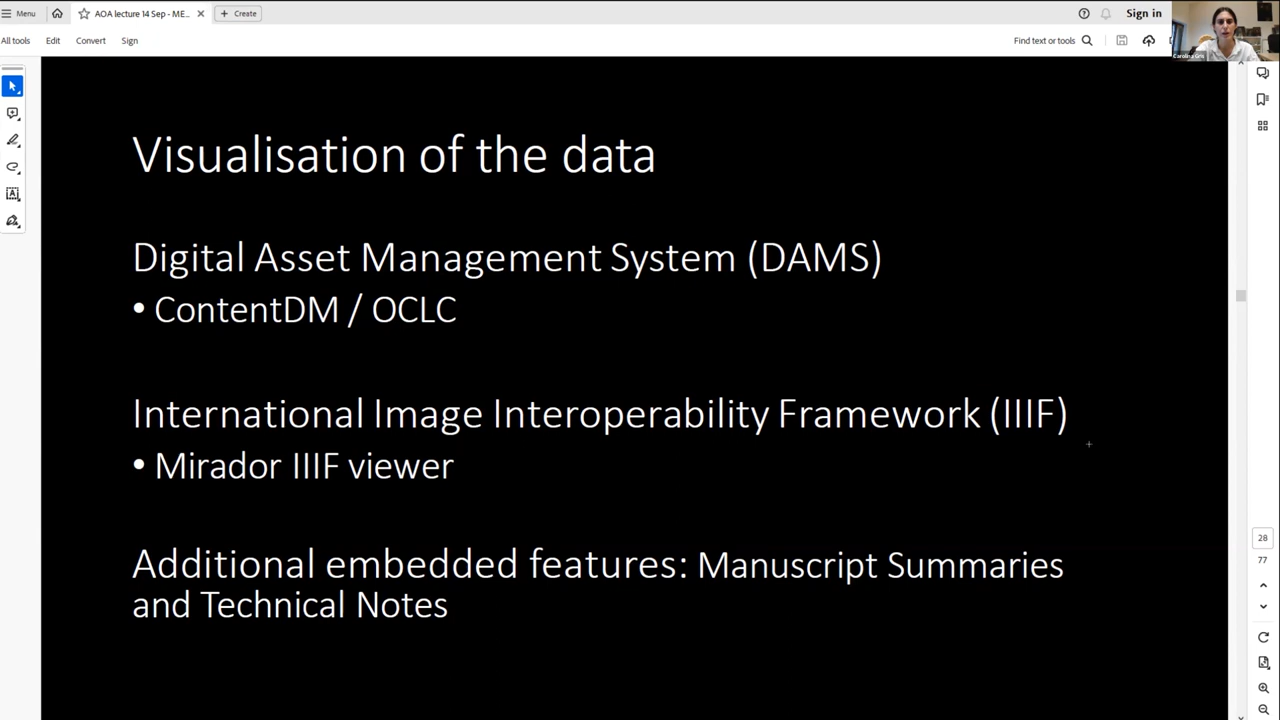 Menu
AOA lecture 14 Sep - ME...
Create
Sign in
All tools
Edit
Convert
Sign
Find text or tools
Visualisation of the data
Digital Asset Management System (DAMS)
• ContentDM / OCLC
International Image Interoperability Framework (IIIF)
• Mirador IIIF viewer
Additional embedded features: Manuscript Summaries
and Technical Notes
28
77